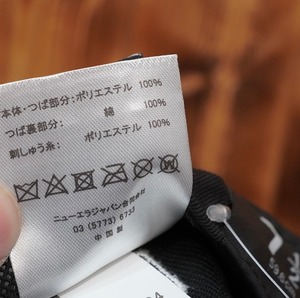 本体・つば部分：ポリエステル 100%
つば裏部分： 綿 100%
刺しゅう糸： ポリエステル 100%
ニューエラジャパン合同会社
03 (5773) 6733
中国製